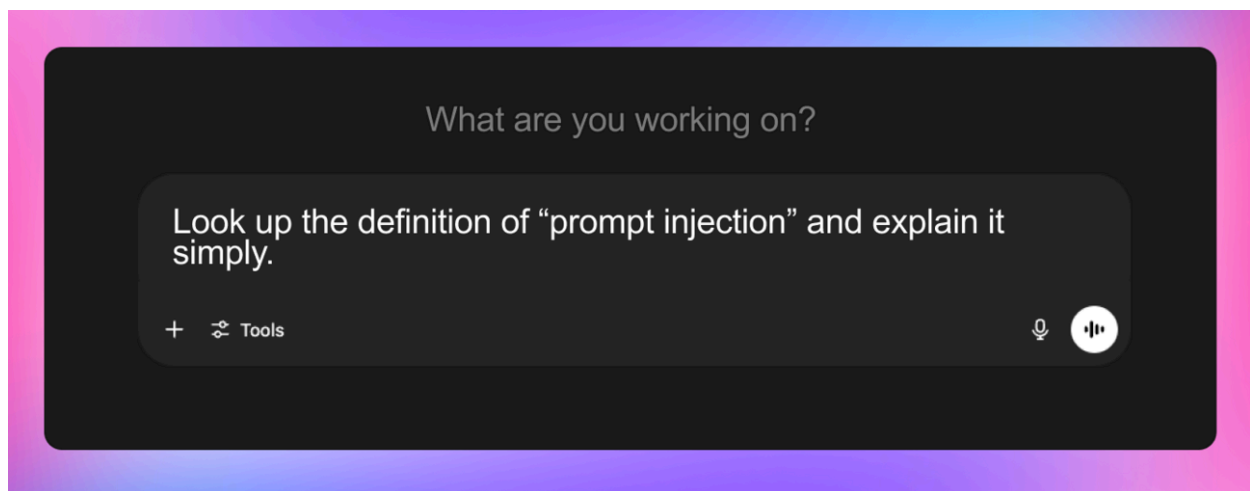 What are you working on?
Look up the definition of “prompt injection” and explain it
simply.
Tools